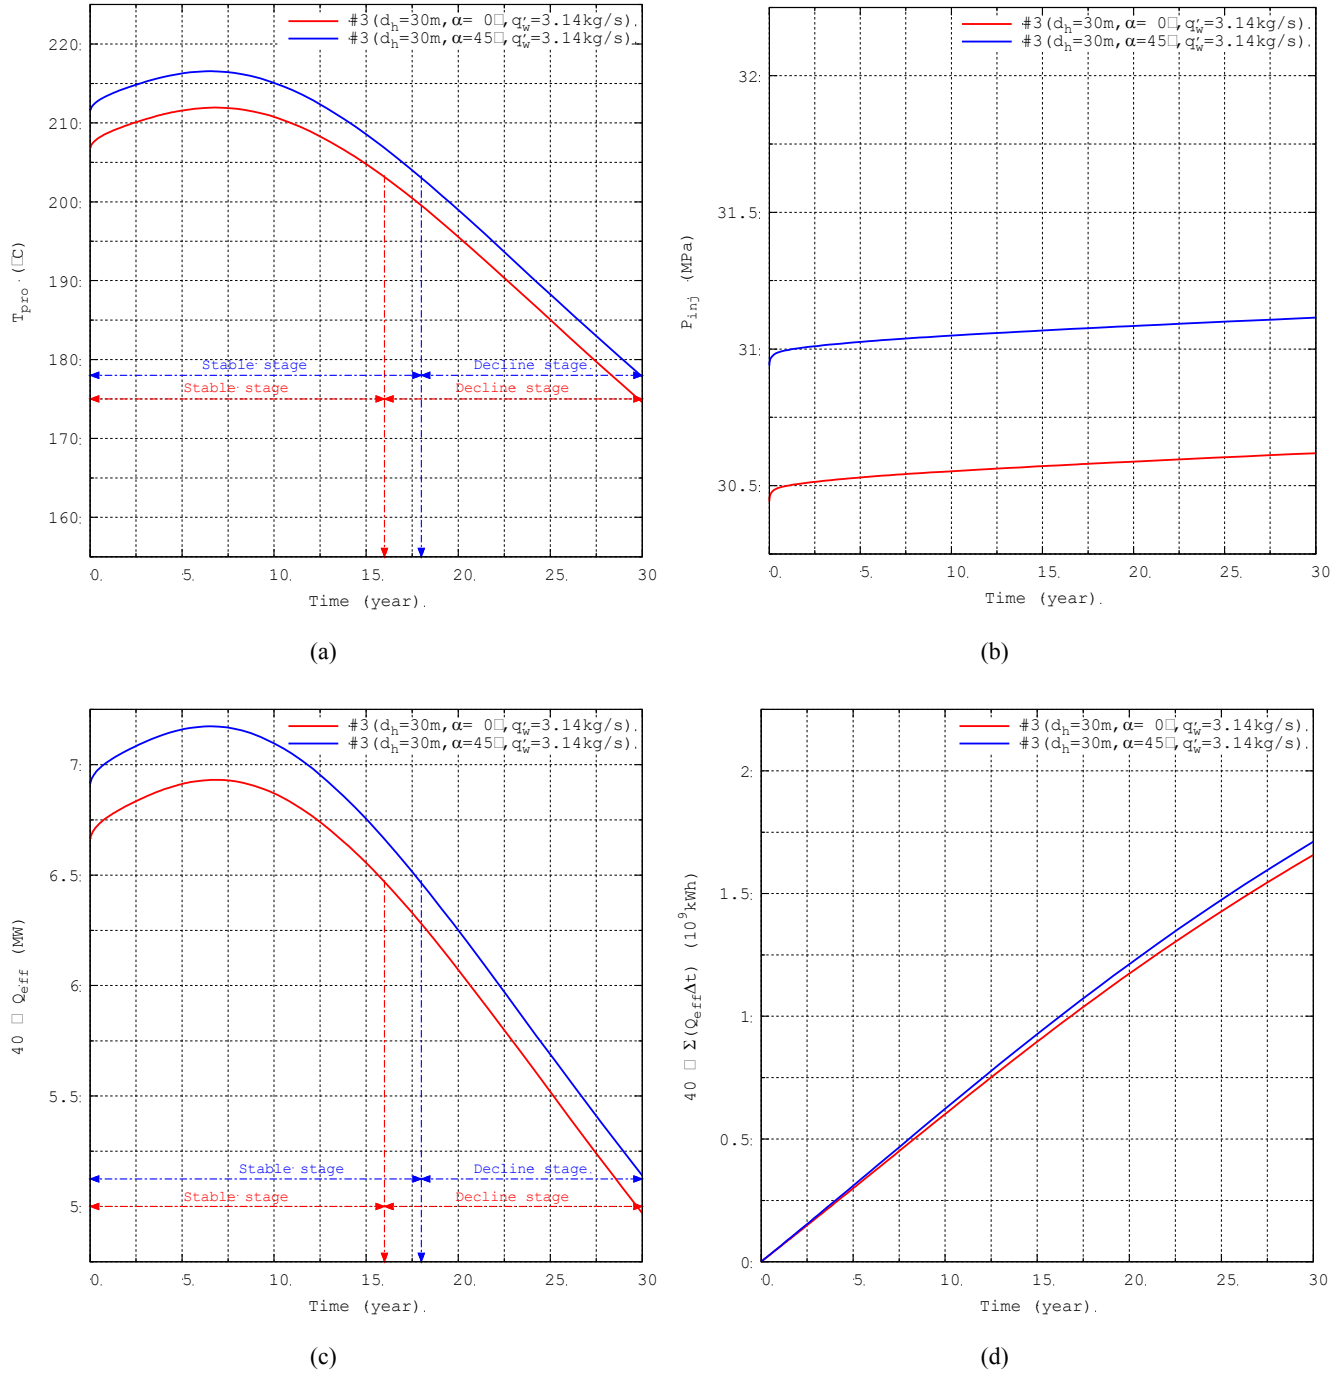 #3(dh=30m,α= 0□,q′w=3.14kg/s).
#3(dh=30m,α=45□,q′w=3.14kg/s).
220
210
200
190
180
170
160
Tpro (□C)
Stable stage
Decline stage.
Stable stage
Decline stage
0. 5. 10. 15. 20. 25. 30
Time (year).
(a)
#3(dh=30m,α= 0□,q′w=3.14kg/s).
#3(dh=30m,α=45□,q′w=3.14kg/s).
32
31.5
31
30.5
Pinj (MPa)
0. 5. 10. 15. 20. 25. 30
Time (year).
(b)
#3(dh=30m,α= 0□,q′w=3.14kg/s).
#3(dh=30m,α=45□,q′w=3.14kg/s).
7
6.5
6
5.5
5
40 □ Qeff (MW)
Stable stage
Decline stage.
Stable stage
Decline stage
0. 5. 10. 15. 20. 25. 30
Time (year).
(c)
#3(dh=30m,α= 0□,q′w=3.14kg/s).
#3(dh=30m,α=45□,q′w=3.14kg/s).
2
1.5
1
0.5
0
40 □ Σ(QeffΔt) (10⁹kWh)
0. 5. 10. 15. 20. 25. 30
Time (year).
(d)